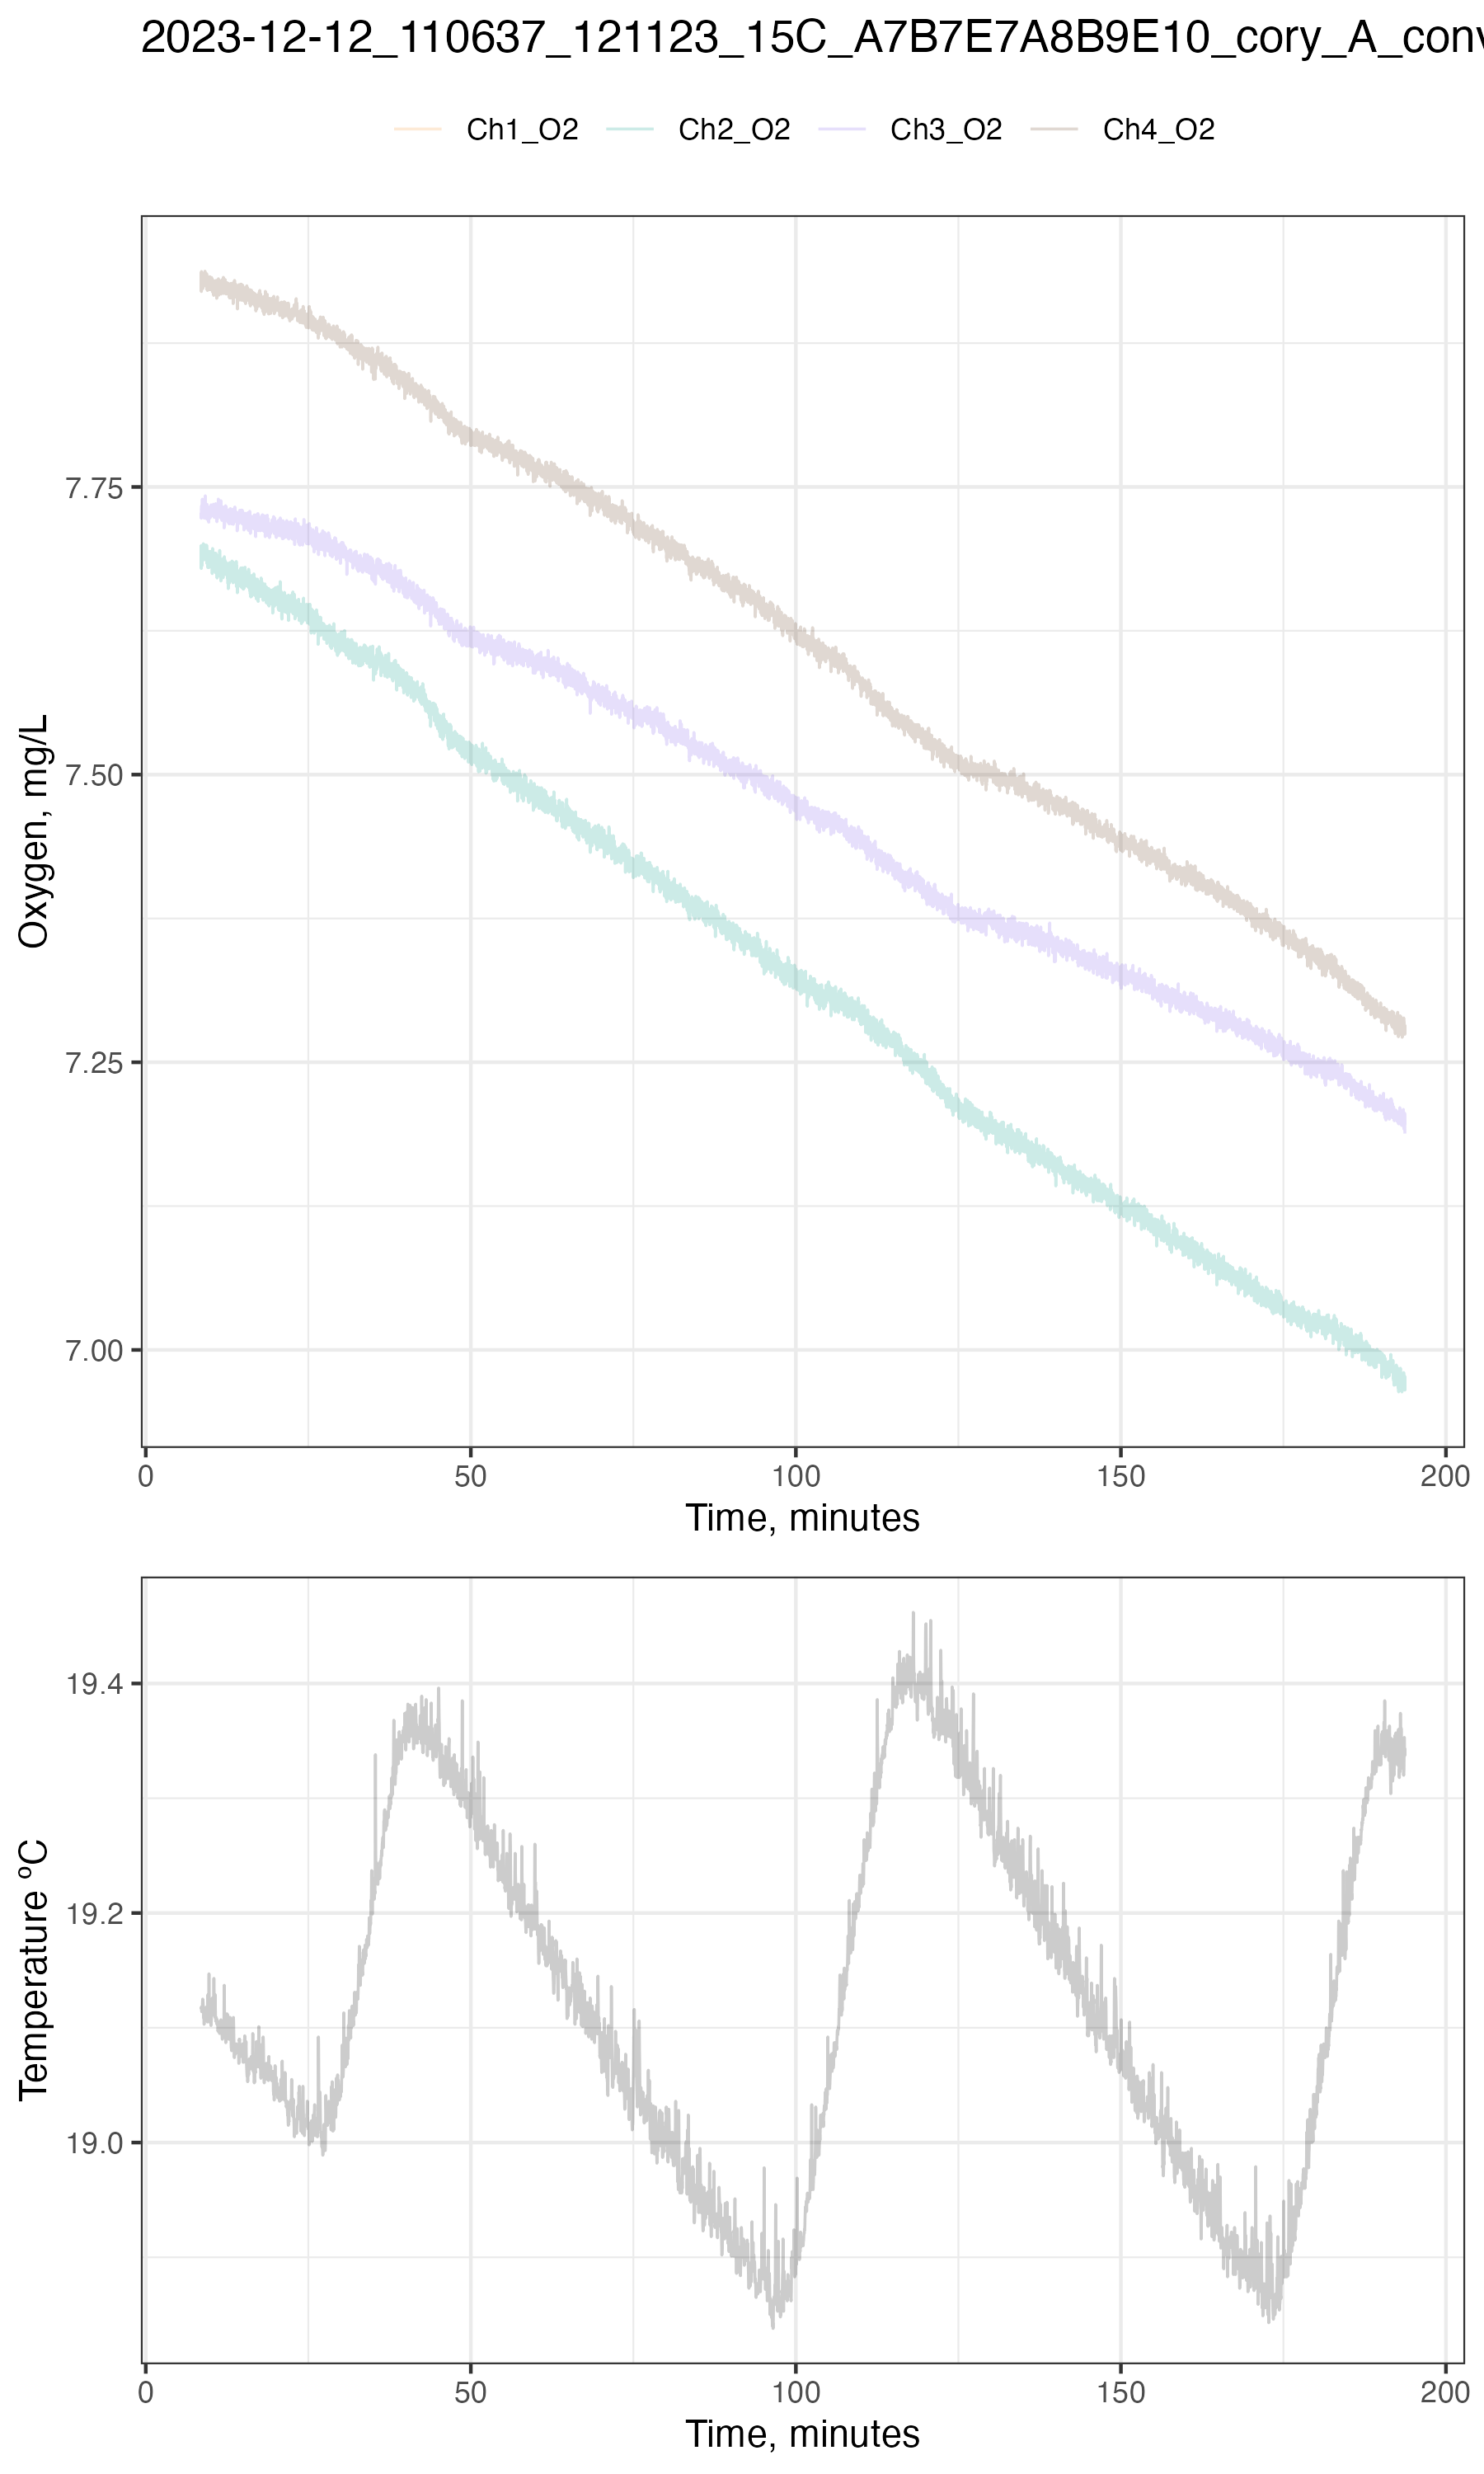 2023-12-12_110637_121123_15C_A7B7E7A8B9E10_cory_A_conv
Ch1_O2 Ch2_O2 Ch3_O2 Ch4_O2
7.75
7.50
7.25
7.00
Oxygen, mg/L
0 50 100 150 200
Time, minutes
19.4
19.2
19.0
Temperature ºC
0 50 100 150 200
Time, minutes